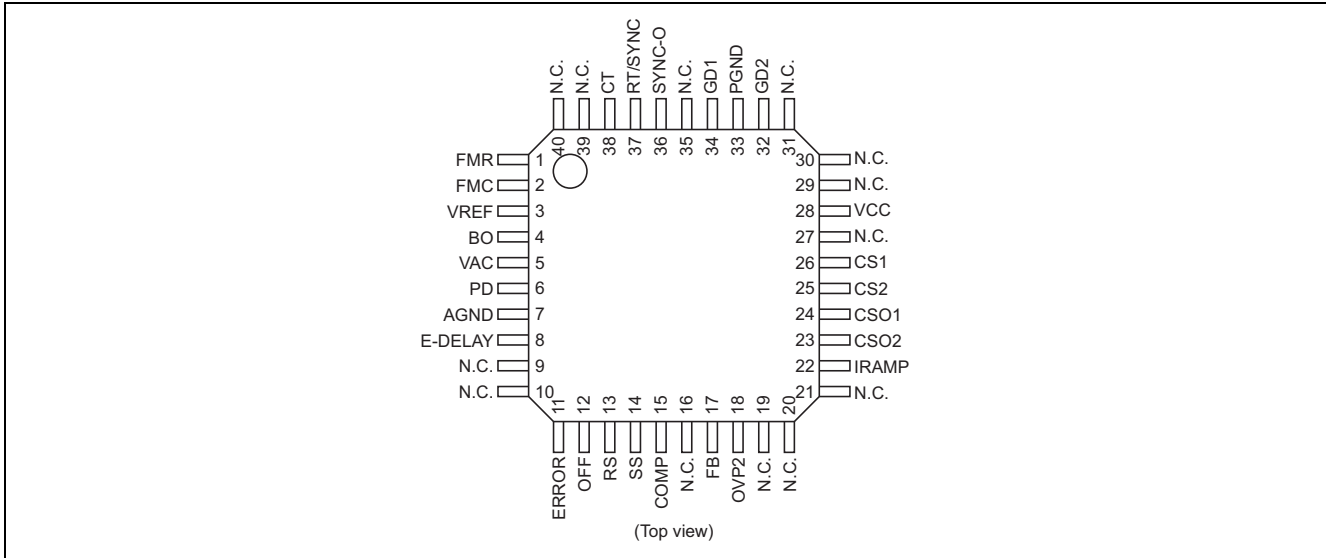 N.C. N.C. CT RT/SYNC SYNC-O N.C. GD1 PGND GD2 N.C.
40 39 38 37 36 35 34 33 32 31
FMR 1 30 N.C.
FMC 2 29 N.C.
VREF 3 28 VCC
BO 4 27 N.C.
VAC 5 26 CS1
PD 6 25 CS2
AGND 7 24 CSO1
E-DELAY 8 23 CSO2
N.C. 9 22 IRAMP
N.C. 10 21 N.C.
11 12 13 14 15 16 17 18 19 20
ERROR OFF RS SS COMP N.C. FB OVP2 N.C. N.C.
(Top view)